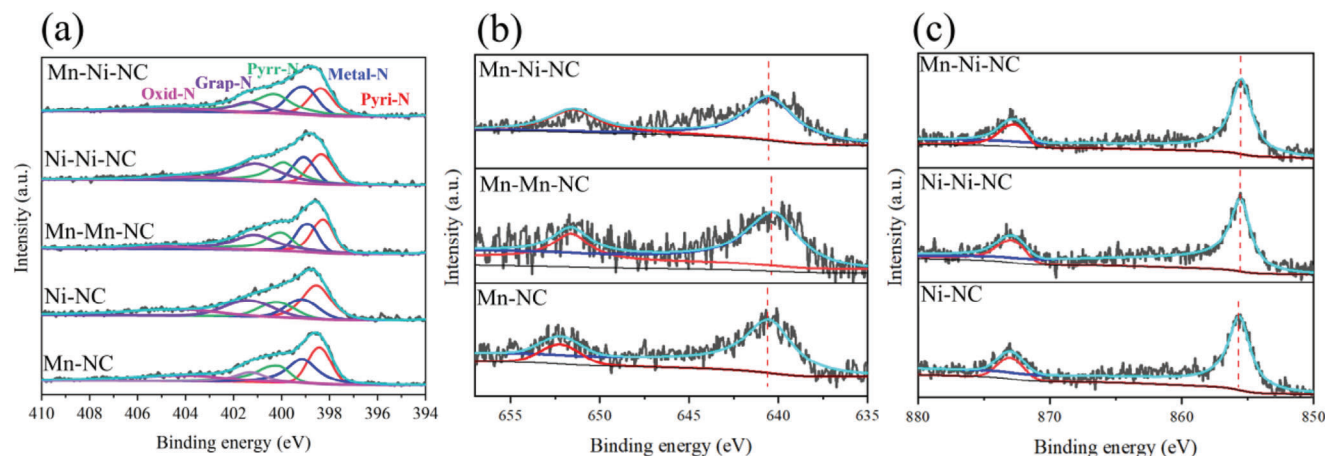 (a)
Mn-Ni-NC
Pyrr-N
Grap-N
Metal-N
Oxid-N
Pyri-N
Ni-Ni-NC
Mn-Mn-NC
Ni-NC
Mn-NC
Intensity (a.u.)
410 408 406 404 402 400 398 396 394
Binding energy (eV)
(b)
Mn-Ni-NC
Mn-Mn-NC
Mn-NC
Intensity (a.u.)
655 650 645 640 635
Binding energy (eV)
(c)
Mn-Ni-NC
Ni-Ni-NC
Ni-NC
Intensity (a.u.)
880 870 860 850
Binding energy (eV)